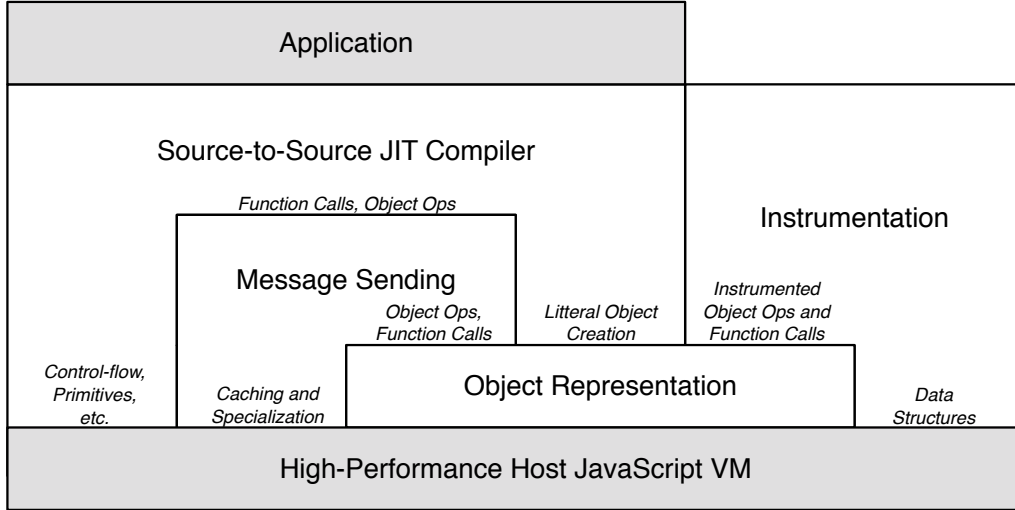 Application
Source-to-Source JIT Compiler
Function Calls, Object Ops
Instrumentation
Message Sending
Object Ops,
Function Calls
Litteral Object
Creation
Instrumented
Object Ops and
Function Calls
Control-flow,
Primitives,
etc.
Caching and
Specialization
Object Representation
Data
Structures
High-Performance Host JavaScript VM